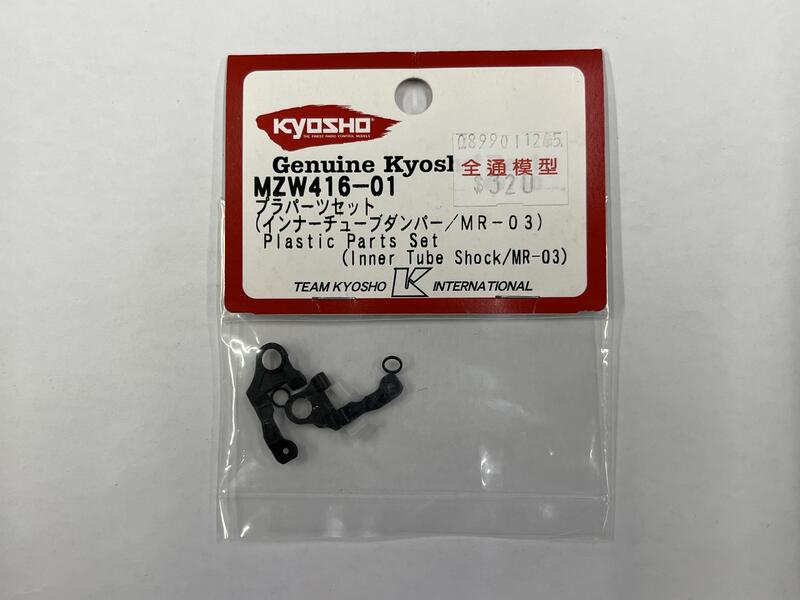 KYOSHO
THE FINEST RADIO CONTROL MODELS
Genuine Kyosh
0899011265
全通模型
$320
MZW416-01
プラパーツセット
(インナーチューブダンパー/MR-03)
Plastic Parts Set
(Inner Tube Shock/MR-03)
TEAM KYOSHO K INTERNATIONAL